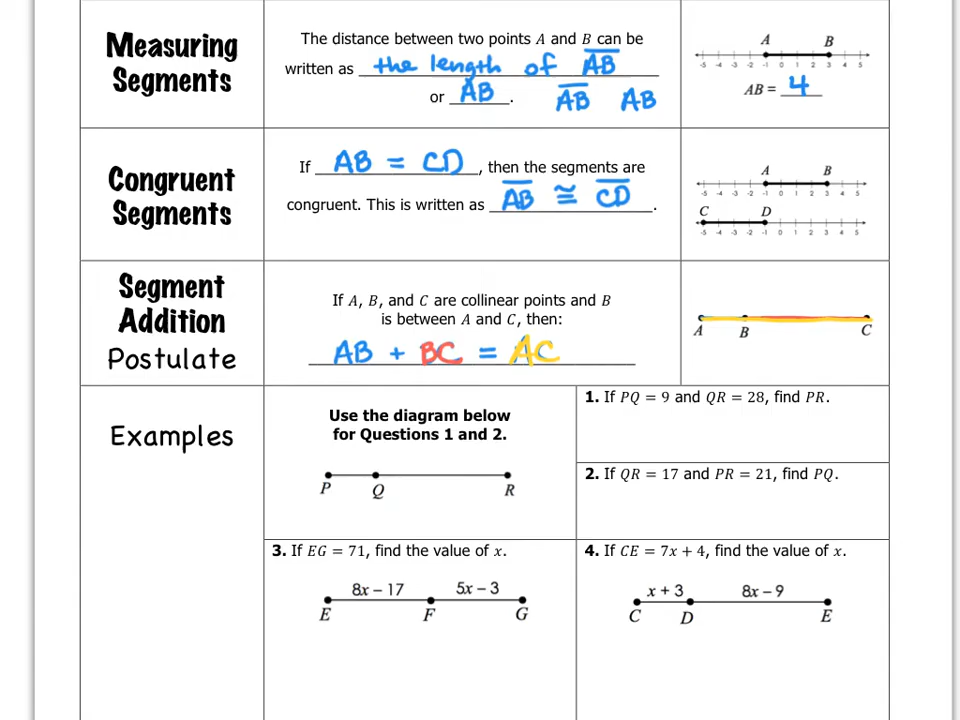 Measuring
Segments
The distance between two points A and B can be
written as the length of A͞B͞
or AB. A͞B͞ AB
A B
-5 -4 -3 -2 -1 0 1 2 3 4 5
AB = 4
Congruent
Segments
If AB = CD, then the segments are
congruent. This is written as A͞B͞ ≅ C͞D͞.
A B
-5 -4 -3 -2 -1 0 1 2 3 4 5
C D
-5 -4 -3 -2 -1 0 1 2 3 4 5
Segment
Addition
Postulate
If A, B, and C are collinear points and B
is between A and C, then:
AB + BC = AC
A B C
Examples
Use the diagram below
for Questions 1 and 2.
P Q R
1. If PQ = 9 and QR = 28, find PR.
2. If QR = 17 and PR = 21, find PQ.
3. If EG = 71, find the value of x.
8x – 17 5x – 3
E F G
4. If CE = 7x + 4, find the value of x.
x + 3 8x – 9
C D E